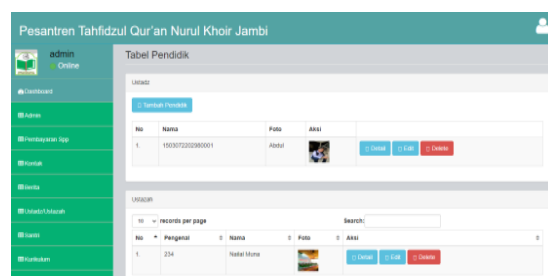 Pesantren Tahfidzul Qur'an Nurul Khoir Jambi
admin
Online
Dashboard
Admin
Pembayaran Spp
Kontak
Berita
Ustadz/Ustazah
Santri
Kurikulum
Tabel Pendidik
Ustadz
Tambah Pendidik
No Nama Foto Aksi
1. 1503072202980001 Abdul Detail Edit Delete
Ustazah
10 records per page Search:
No Pengenal Nama Foto Aksi
1. 234 Nailal Muna Detail Edit Delete